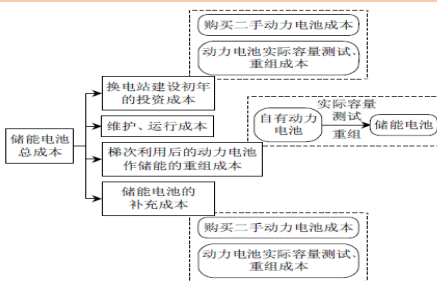 购买二手动力电池成本
动力电池实际容量测试、
重组成本
换电站建设初年
的投资成本
维护、运行成本
储能电池
总成本
梯次利用后的动力电池
作储能的重组成本
储能电池的
补充成本
自有动力
电池
实际容量
测试
重组
储能电池
购买二手动力电池成本
动力电池实际容量测试、
重组成本